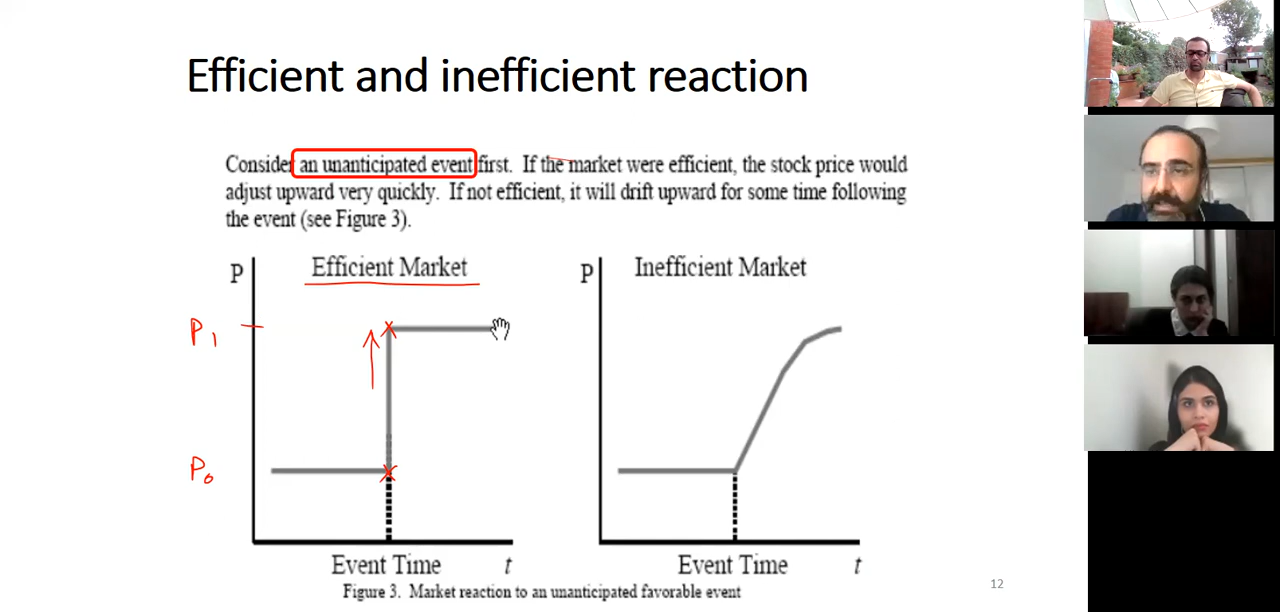 Efficient and inefficient reaction
Consider an unanticipated event first. If the market were efficient, the stock price would
adjust upward very quickly. If not efficient, it will drift upward for some time following
the event (see Figure 3).
P Efficient Market
P1
P0
Event Time t
P Inefficient Market
Event Time t
Figure 3. Market reaction to an unanticipated favorable event
12